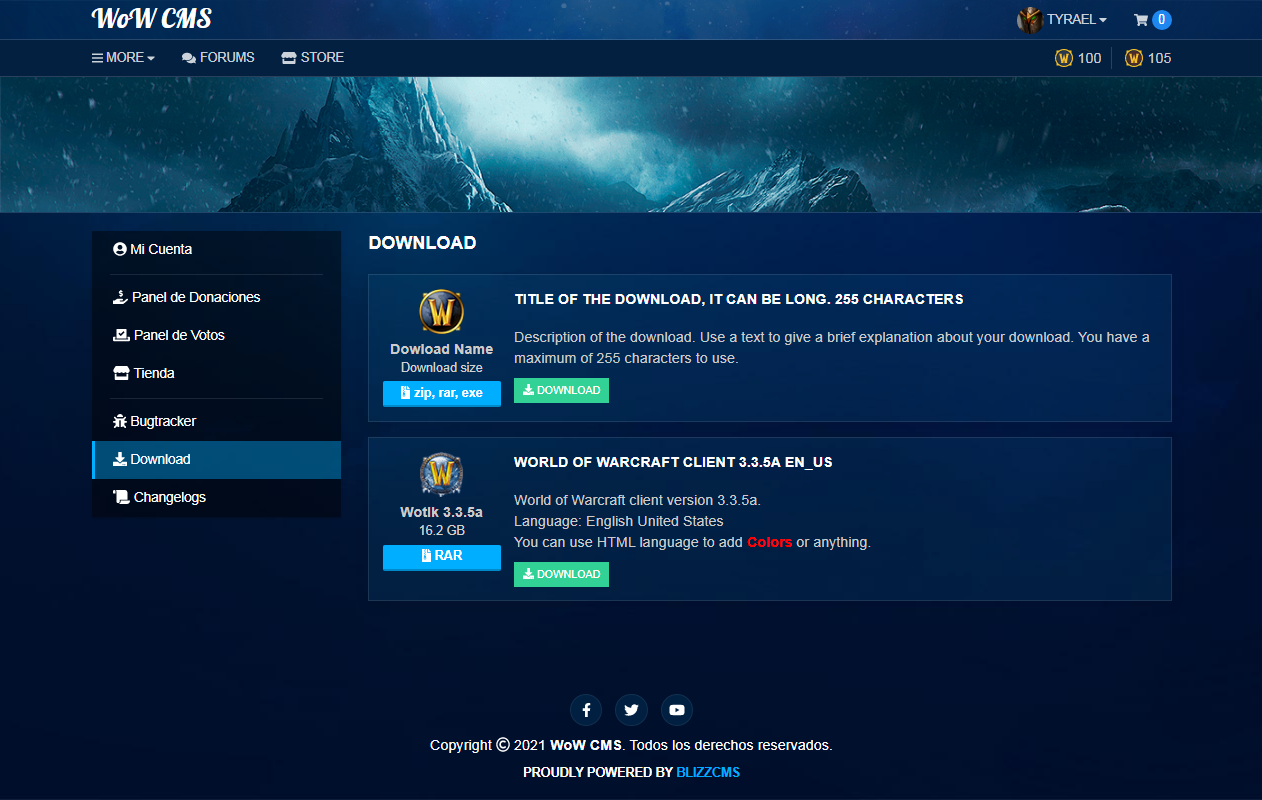 WoW CMS
TYRAEL
0
MORE
FORUMS
STORE
100
105
Mi Cuenta
Panel de Donaciones
Panel de Votos
Tienda
Bugtracker
Download
Changelogs
DOWNLOAD
TITLE OF THE DOWNLOAD, IT CAN BE LONG. 255 CHARACTERS
Description of the download. Use a text to give a brief explanation about your download. You have a
maximum of 255 characters to use.
Dowload Name
Download size
zip, rar, exe
DOWNLOAD
WORLD OF WARCRAFT CLIENT 3.3.5A EN_US
World of Warcraft client version 3.3.5a.
Language: English United States
You can use HTML language to add Colors or anything.
Wotlk 3.3.5a
16.2 GB
RAR
DOWNLOAD
Copyright © 2021 WoW CMS. Todos los derechos reservados.
PROUDLY POWERED BY BLIZZCMS